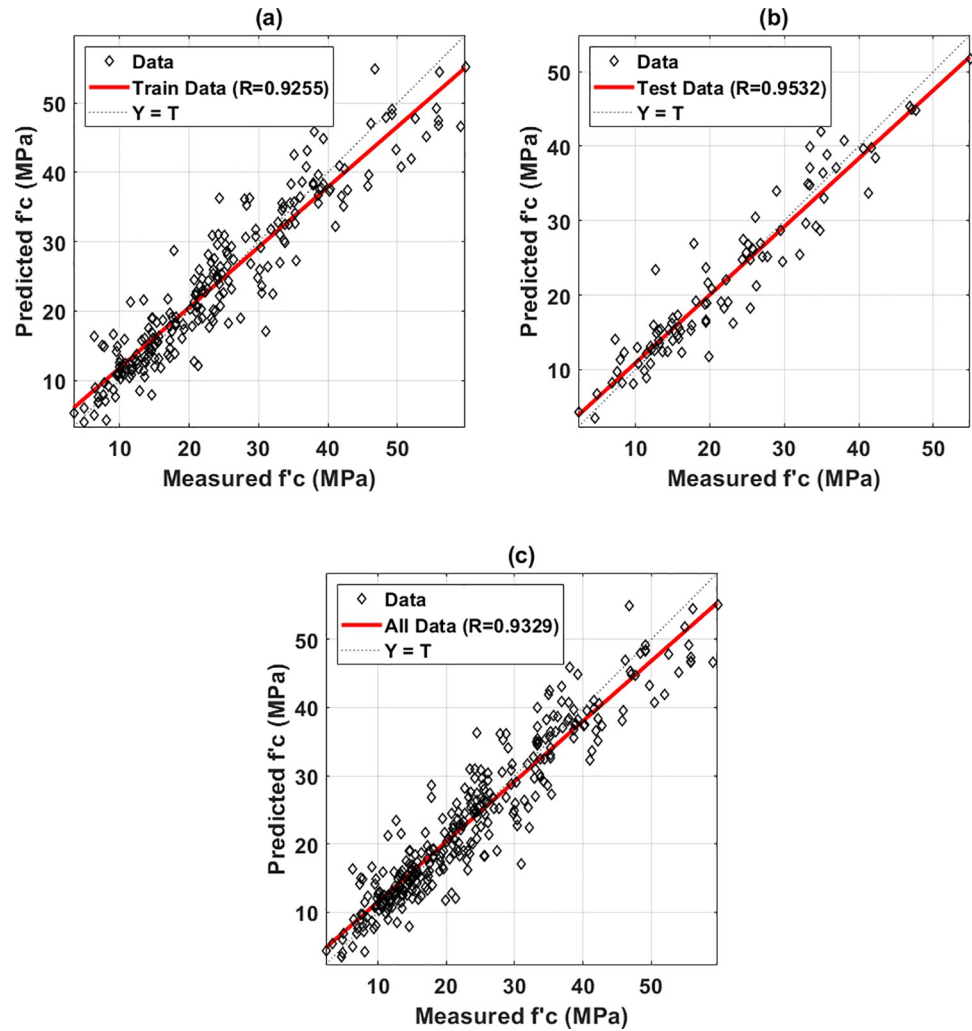 (a)
Data
Train Data (R=0.9255)
Y = T
50
40
30
20
10
Predicted f'c (MPa)
10 20 30 40 50
Measured f'c (MPa)
(b)
Data
Test Data (R=0.9532)
Y = T
50
40
30
20
10
Predicted f'c (MPa)
10 20 30 40 50
Measured f'c (MPa)
(c)
Data
All Data (R=0.9329)
Y = T
50
40
30
20
10
Predicted f'c (MPa)
10 20 30 40 50
Measured f'c (MPa)